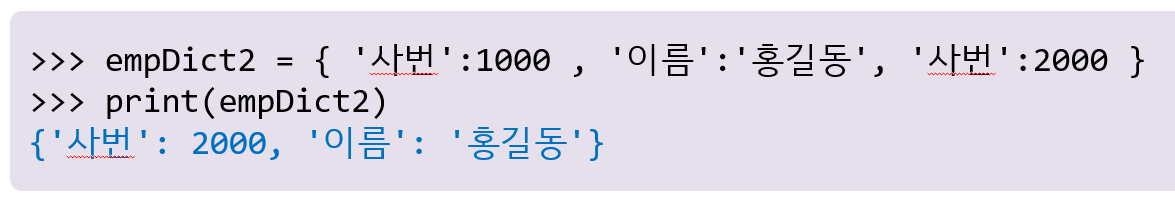 >>> empDict2 = { '사번':1000 , '이름':'홍길동', '사번':2000 }
>>> print(empDict2)
{'사번': 2000, '이름': '홍길동'}